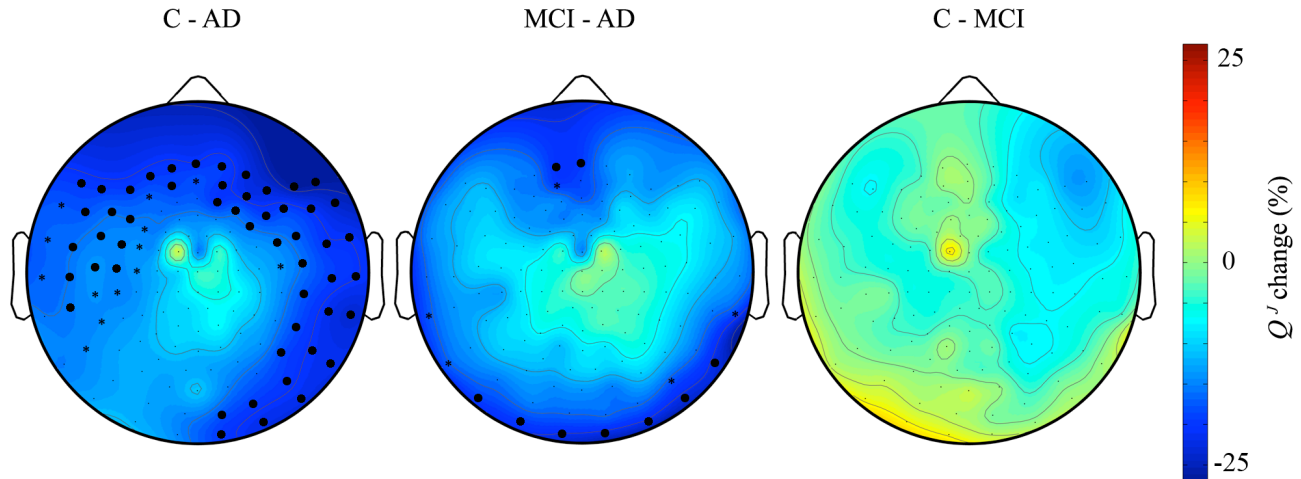 C - AD
MCI - AD
C - MCI
25
0
-25
Q^J change (%)